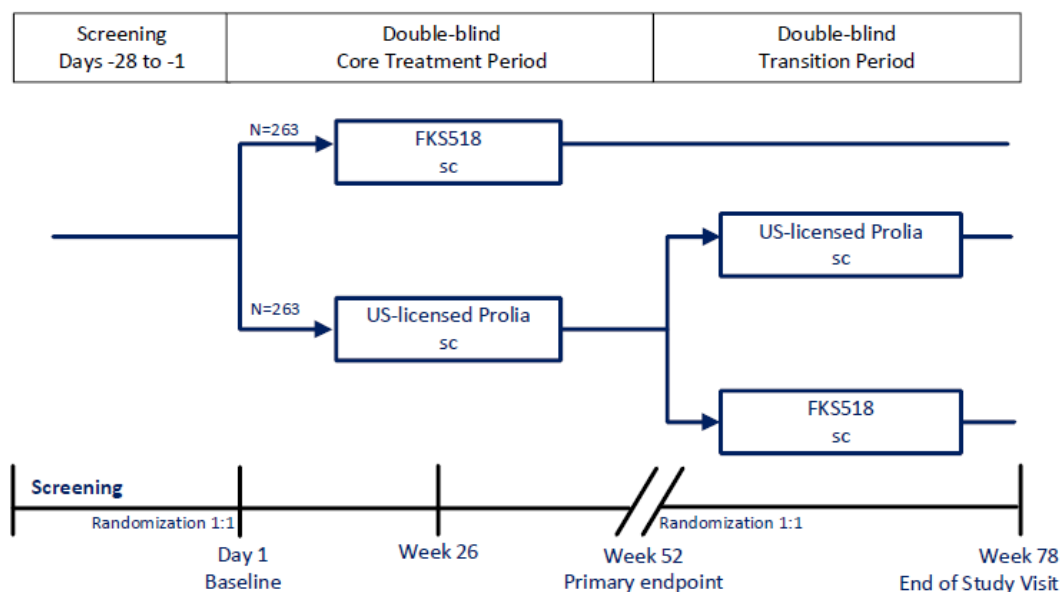 Screening
Days -28 to -1
Double-blind
Core Treatment Period
Double-blind
Transition Period
N=263
FKS518
sc
US-licensed Prolia
sc
N=263
US-licensed Prolia
sc
FKS518
sc
Screening
Randomization 1:1
Randomization 1:1
Day 1
Baseline
Week 26
Week 52
Primary endpoint
Week 78
End of Study Visit